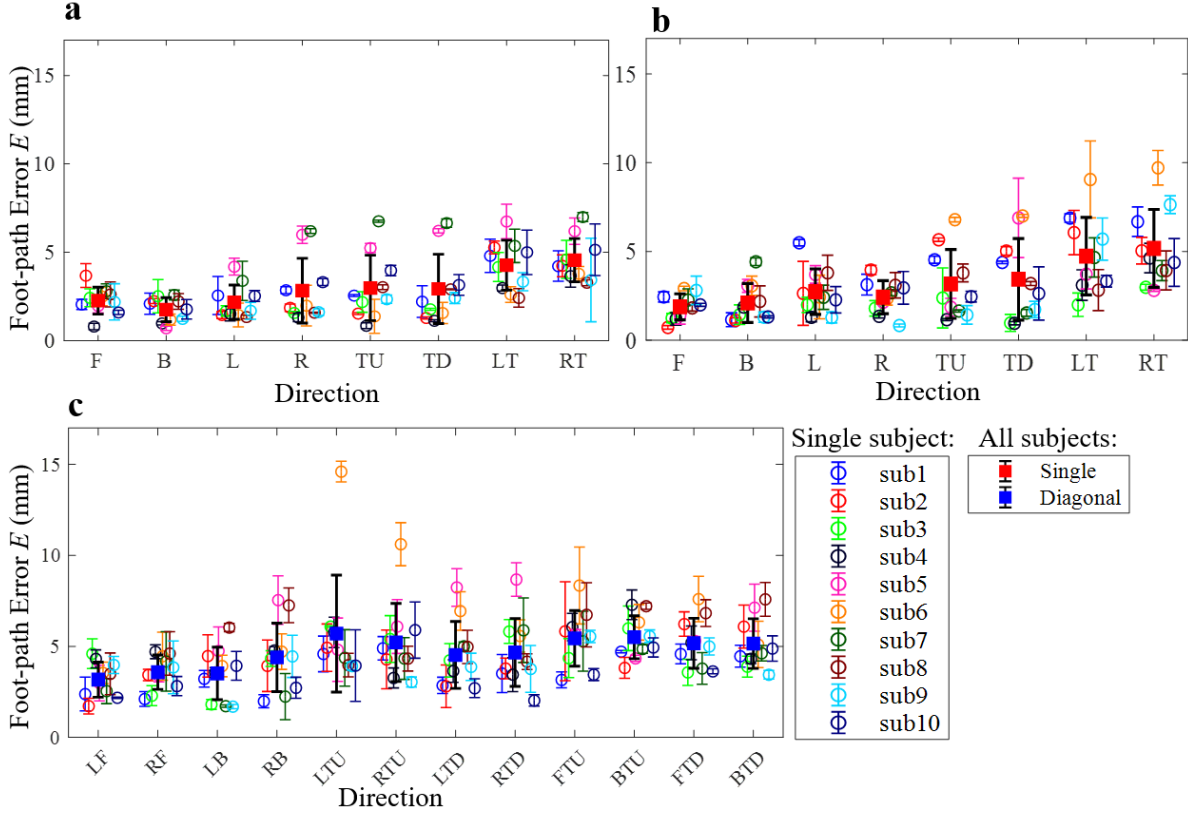 a
Foot-path Error E (mm)
15
10
5
0
F B L R TU TD LT RT
Direction
b
15
10
5
0
F B L R TU TD LT RT
Direction
c
Foot-path Error E (mm)
15
10
5
0
LF RF LB RB LTU RTU LTD RTD FTU BTU FTD BTD
Direction
Single subject:
sub1
sub2
sub3
sub4
sub5
sub6
sub7
sub8
sub9
sub10
All subjects:
Single
Diagonal